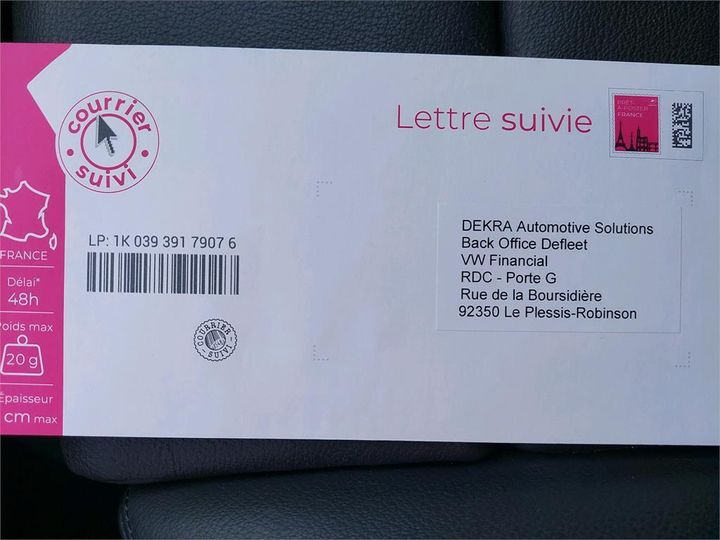 courrier
suivi
Lettre suivie
PRÊT-
À-POSTER
FRANCE
DEKRA Automotive Solutions
Back Office Defleet
VW Financial
RDC - Porte G
Rue de la Boursidière
92350 Le Plessis-Robinson
LP: 1K 039 391 7907 6
COURRIER
SUIVI
FRANCE
Délai*
48h
Poids max
20 g
Épaisseur
cm max